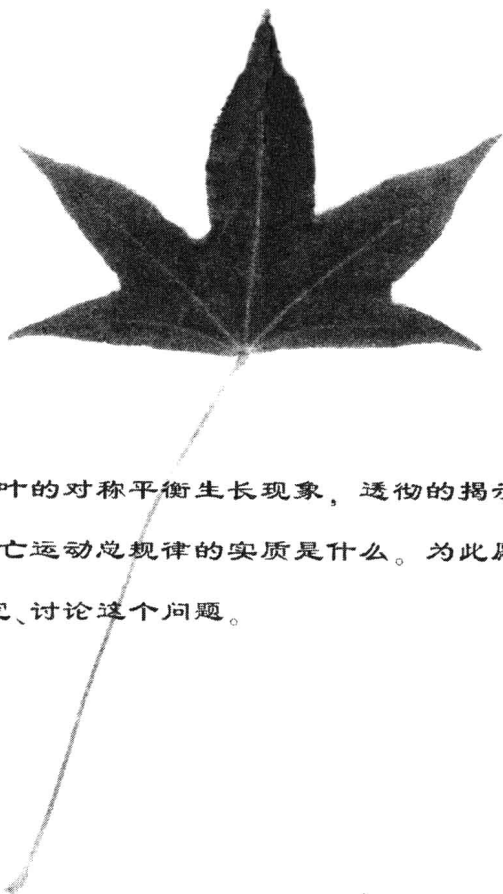 叶的对称平衡生长现象，透彻的揭
亡运动总规律的实质是什么。为此
、讨论这个问题。